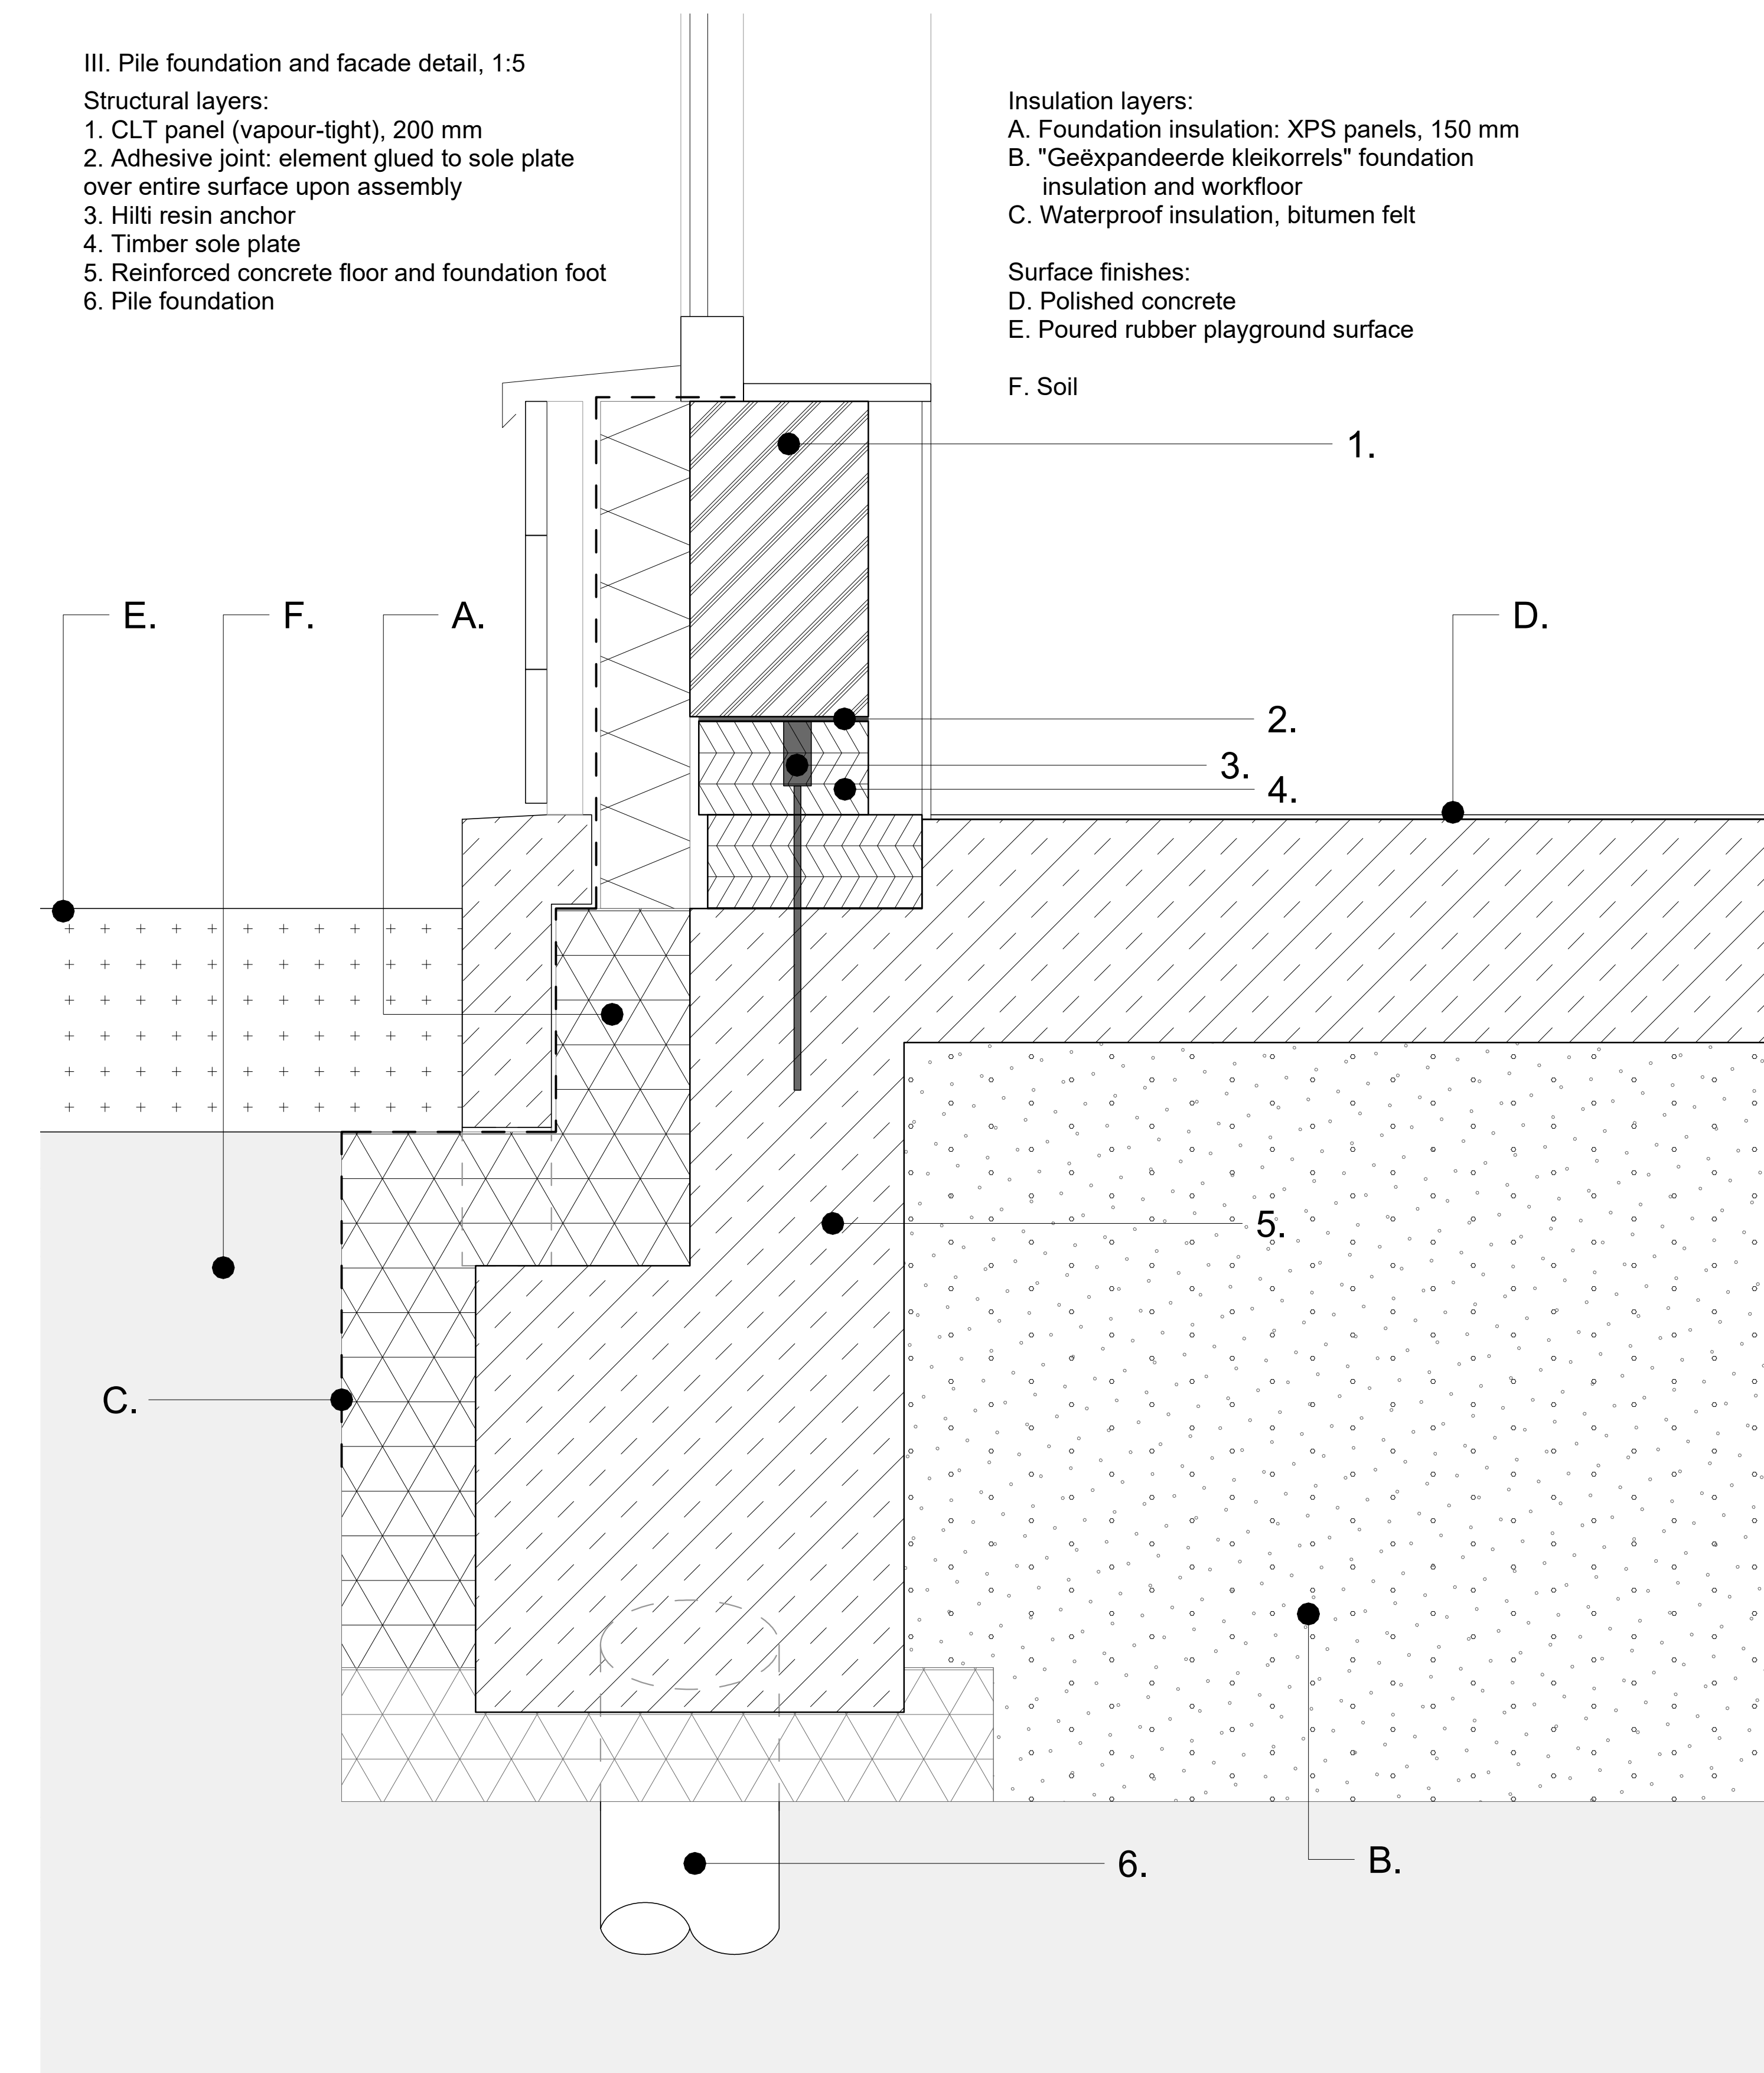 III. Pile foundation and facade detail, 1:5
Structural layers:
1. CLT panel (vapour-tight), 200 mm
2. Adhesive joint: element glued to sole plate
over entire surface upon assembly
3. Hilti resin anchor
4. Timber sole plate
5. Reinforced concrete floor and foundation foot
6. Pile foundation
Insulation layers:
A. Foundation insulation: XPS panels, 150 mm
B. "Geëxpandeerde kleikorrels" foundation
insulation and workfloor
C. Waterproof insulation, bitumen felt
Surface finishes:
D. Polished concrete
E. Poured rubber playground surface
F. Soil
1.
E.
F.
A.
D.
2.
3.
4.
5.
C.
6.
B.